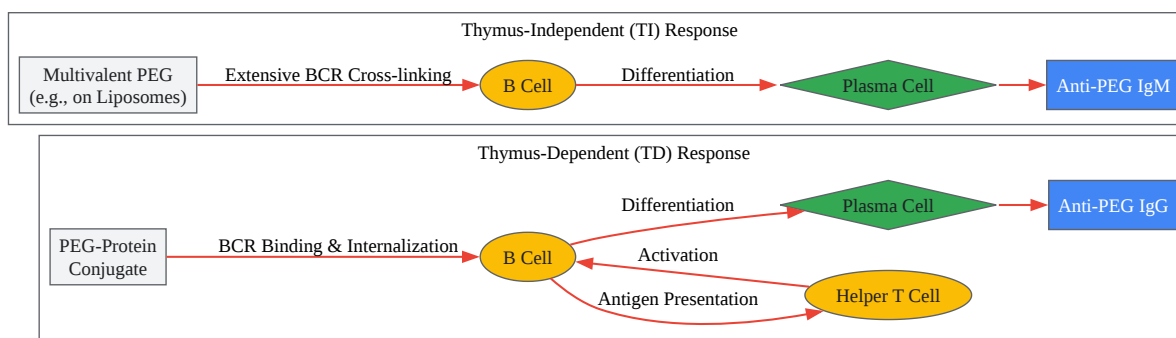 Thymus-Independent (TI) Response
Multivalent PEG
(e.g., on Liposomes)
Extensive BCR Cross-linking
B Cell
Differentiation
Plasma Cell
Anti-PEG IgM
Thymus-Dependent (TD) Response
PEG-Protein
Conjugate
BCR Binding & Internalization
B Cell
Differentiation
Plasma Cell
Anti-PEG IgG
Activation
Antigen Presentation
Helper T Cell